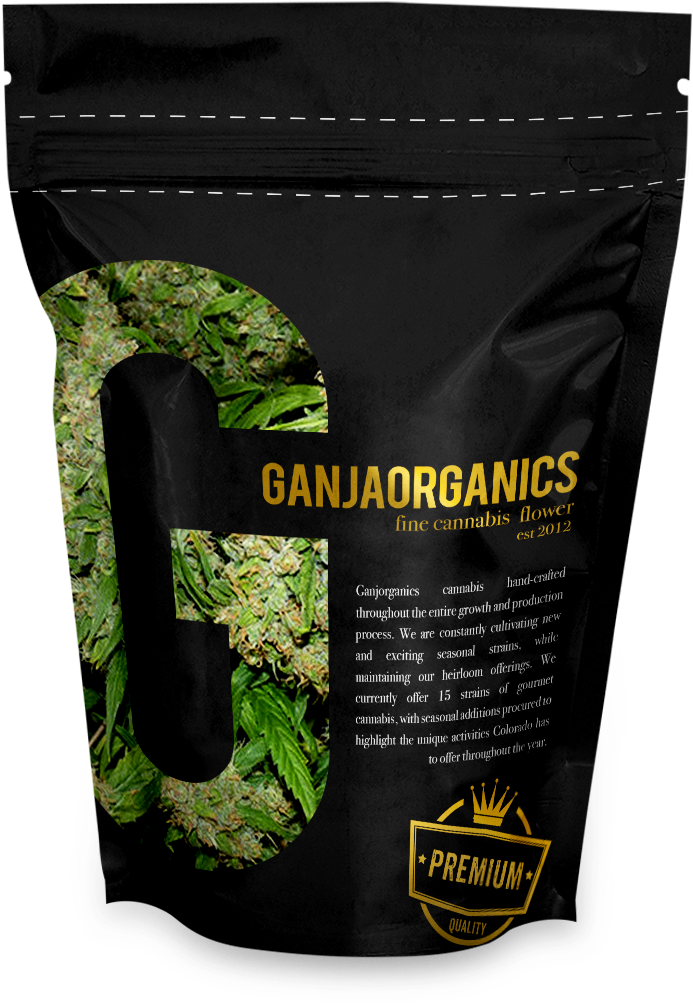 G
GANJAORGANICS
fine cannabis flower
est 2012
Ganjorganics cannabis hand-crafted
throughout the entire growth and production
process. We are constantly cultivating new
and exciting seasonal strains, while
maintaining our heirloom offerings. We
currently offer 15 strains of gourmet
cannabis, with seasonal additions procured to
highlight the unique activities Colorado has
to offer throughout the year.
PREMIUM
QUALITY